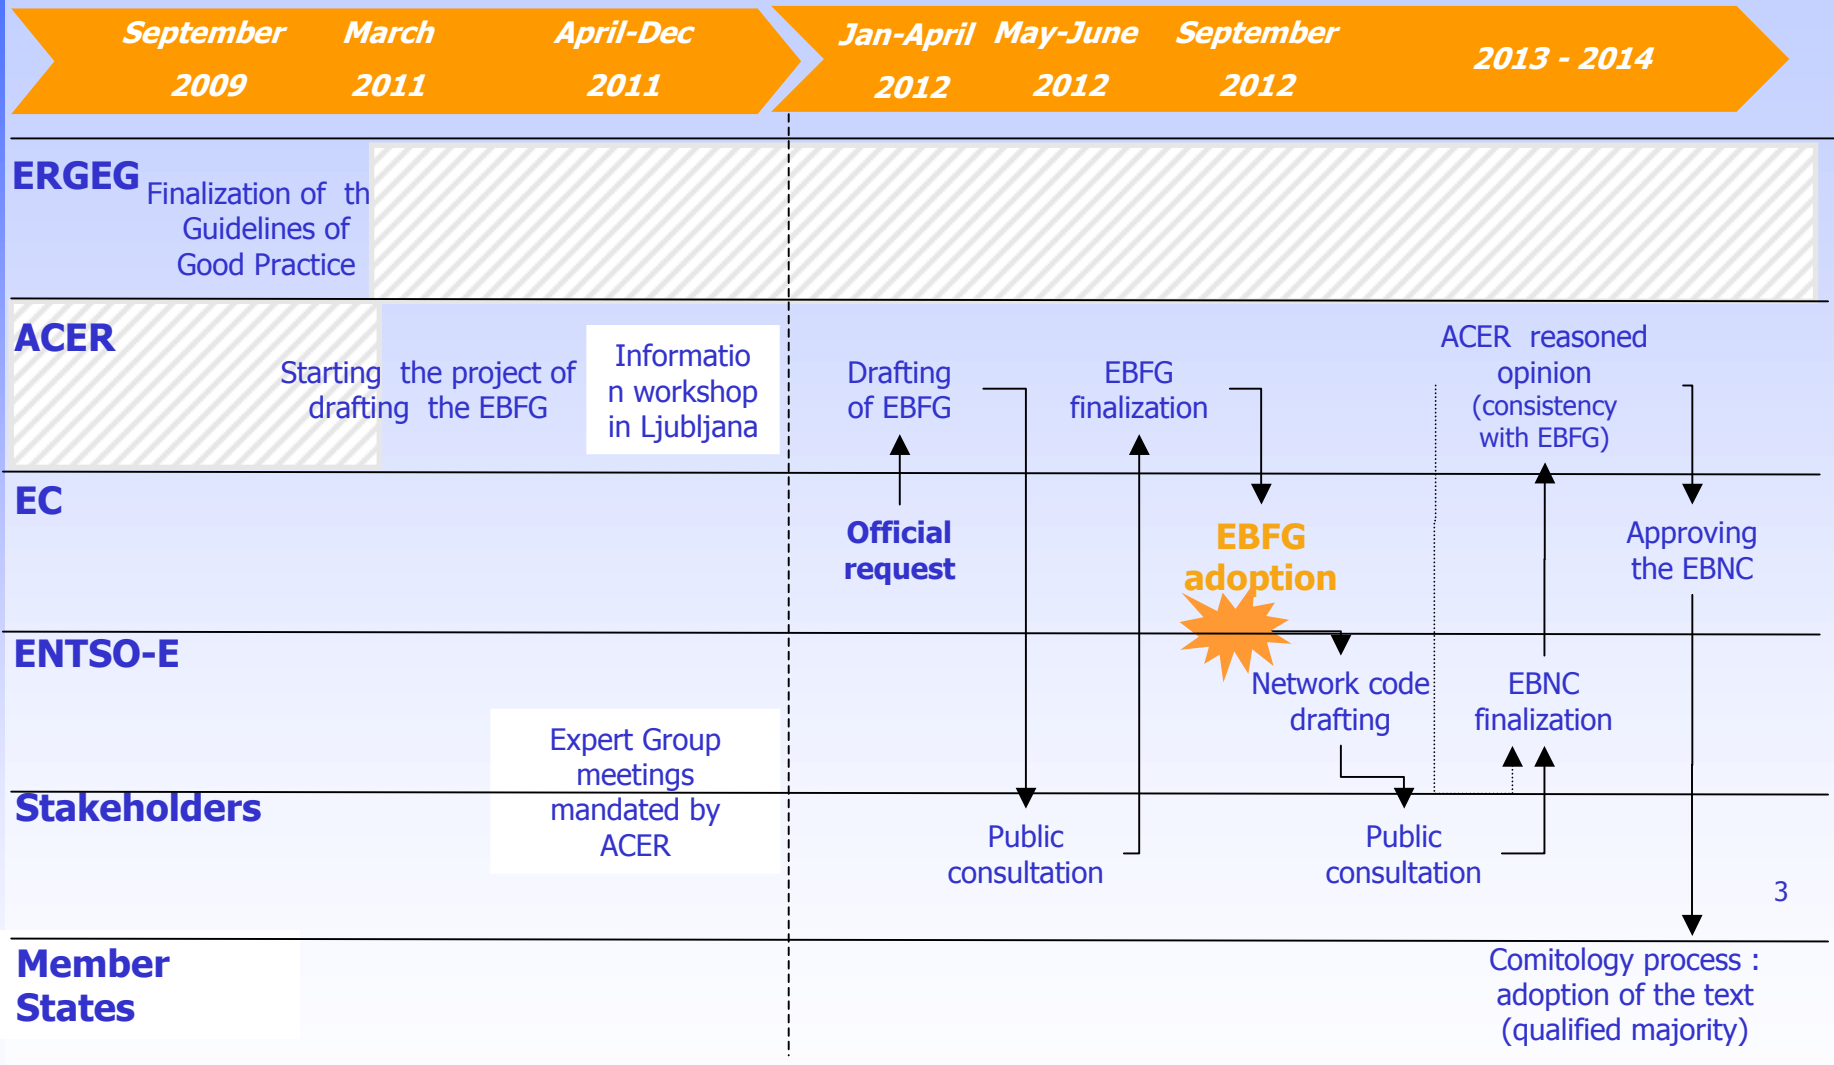 September
2009
March
2011
April-Dec
2011
Jan-April
2012
May-June
2012
September
2012
2013 - 2014
ERGEG
Finalization of th
Guidelines of
Good Practice
ACER
Starting the project of
drafting the EBFG
Informatio
n workshop
in Ljubljana
Drafting
of EBFG
EBFG
finalization
ACER reasoned
opinion
(consistency
with EBFG)
EC
Official
request
EBFG
adoption
Approving
the EBNC
ENTSO-E
Network code
drafting
EBNC
finalization
Expert Group
meetings
mandated by
ACER
Stakeholders
Public
consultation
Public
consultation
3
Member
States
Comitology process :
adoption of the text
(qualified majority)